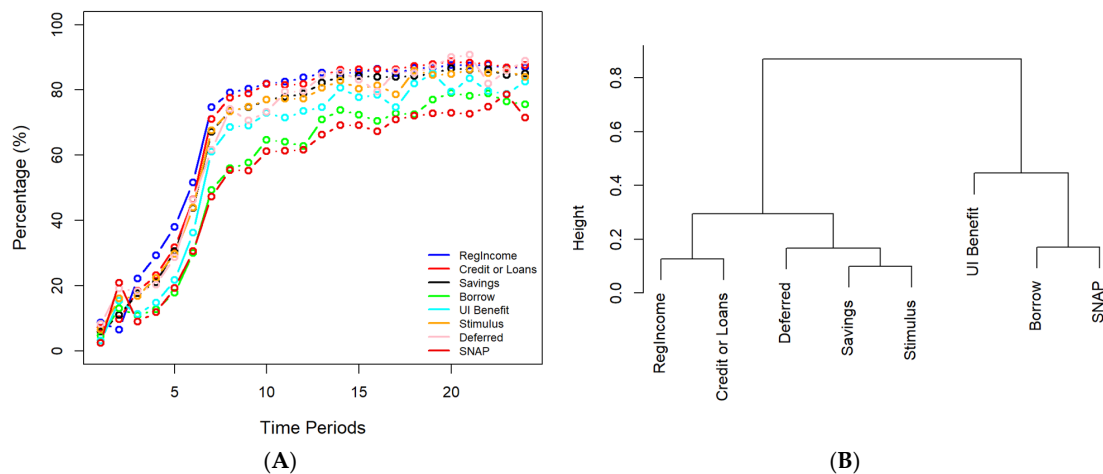 100
80
60
40
20
0
Percentage (%)
RegIncome
Credit or Loans
Savings
Borrow
UI Benefit
Stimulus
Deferred
SNAP
5
10
15
20
Time Periods
(A)
0.8
0.6
0.4
0.2
0.0
Height
RegIncome
Credit or Loans
Deferred
Savings
Stimulus
UI Benefit
Borrow
SNAP
(B)